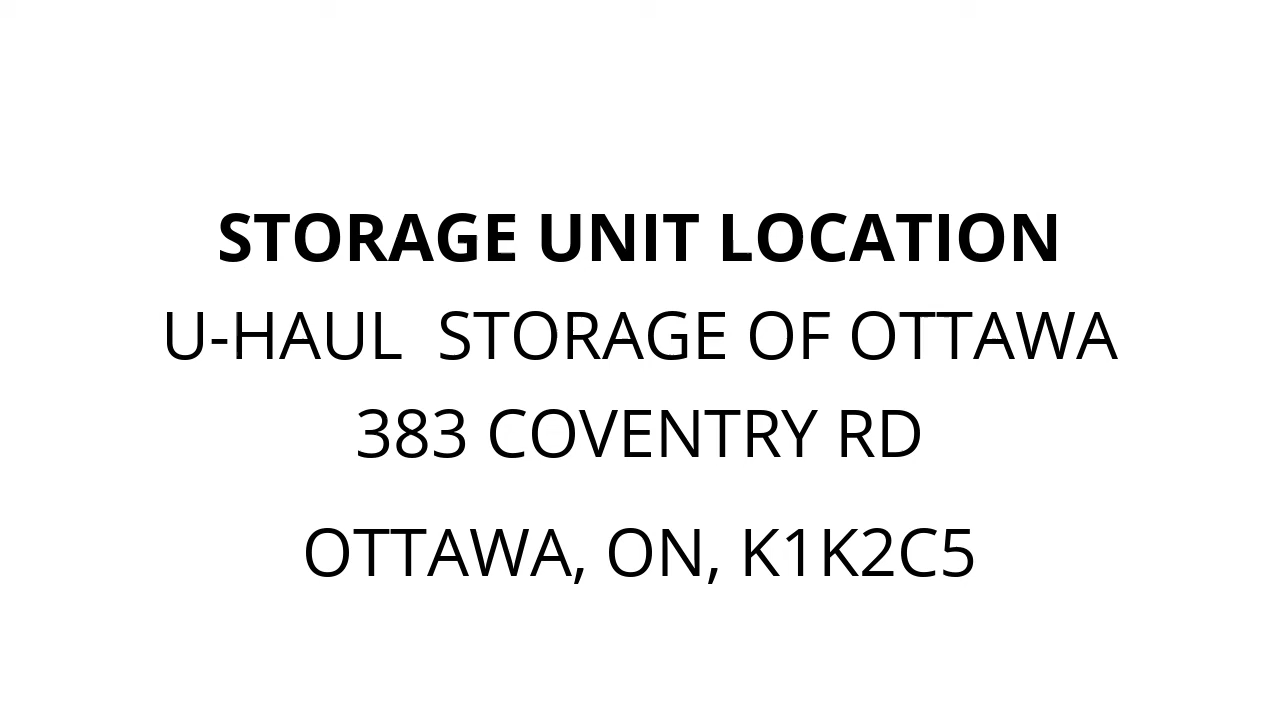 STORAGE UNIT LOCATION
U-HAUL  STORAGE OF OTTAWA
383 COVENTRY RD
OTTAWA, ON, K1K2C5